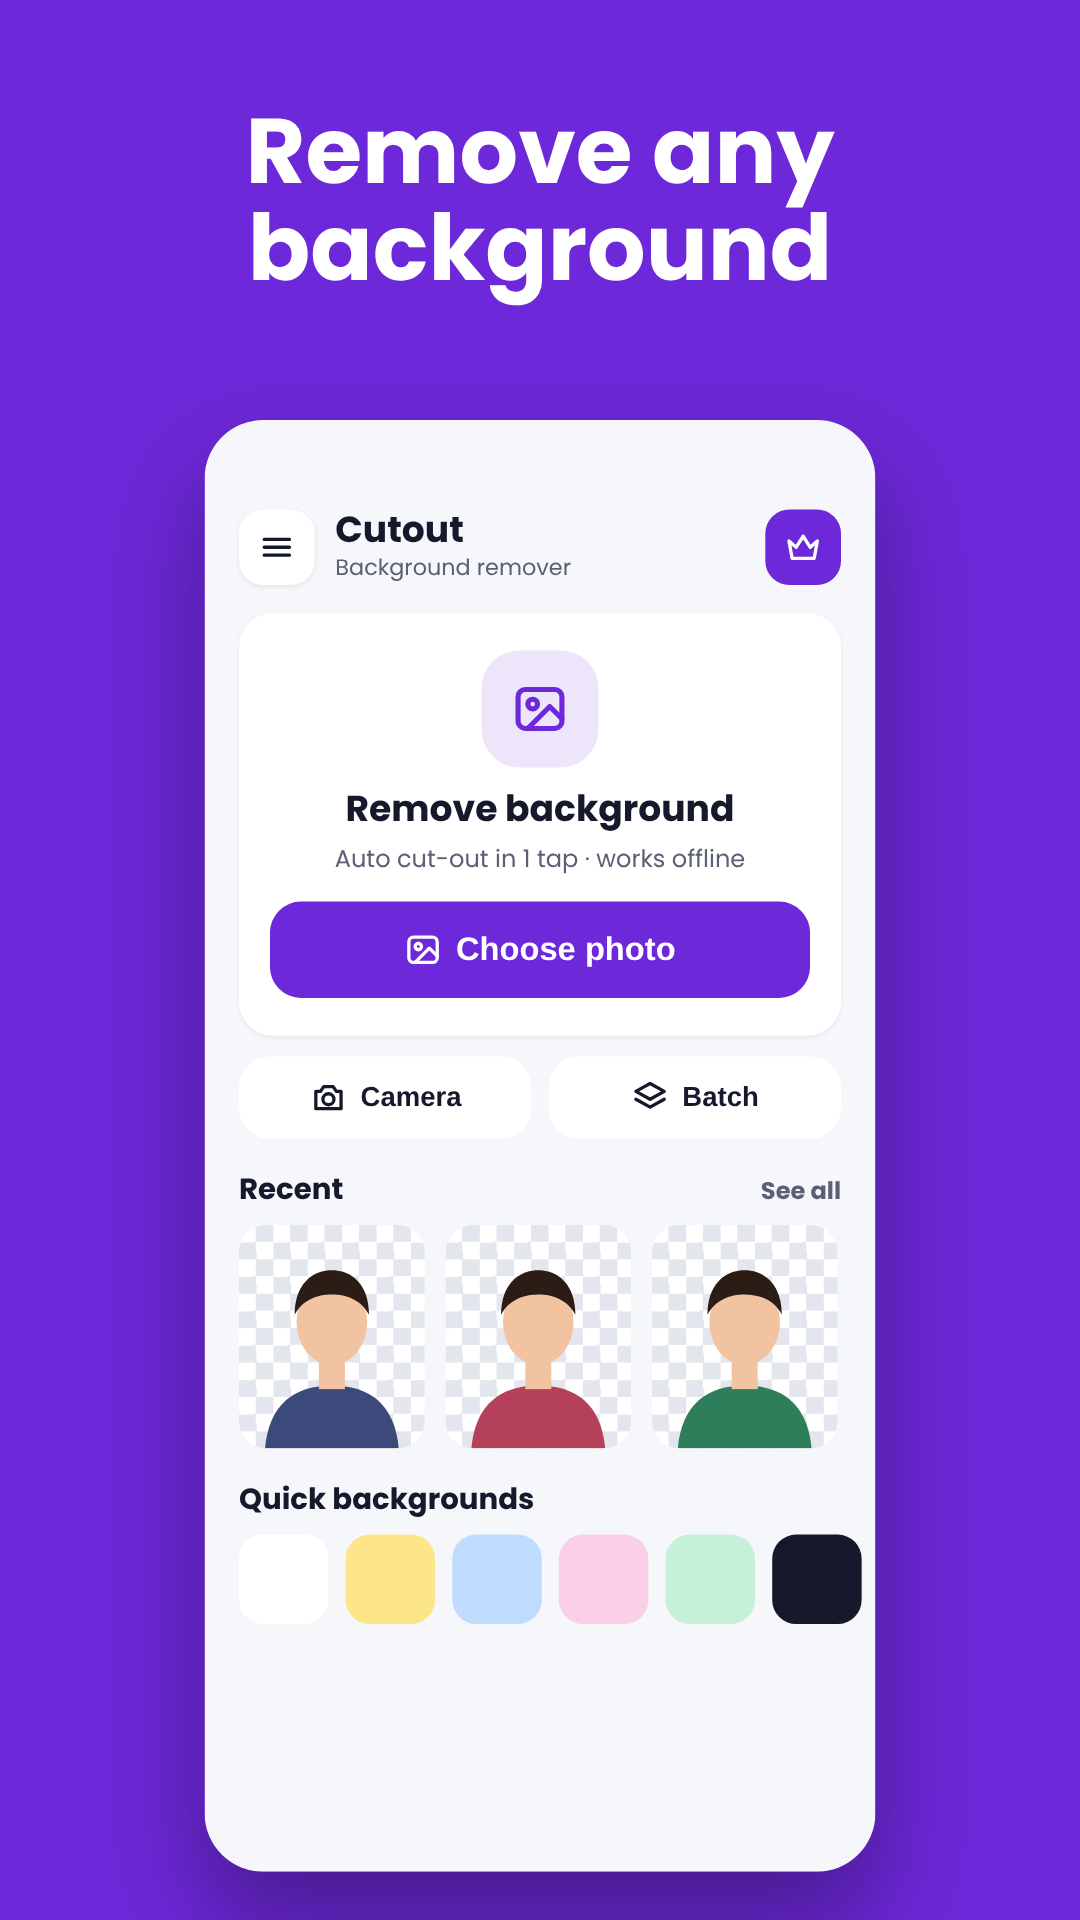 Remove any
background
Cutout
Background remover
Remove background
Auto cut-out in 1 tap · works offline
Choose photo
Camera
Batch
Recent
See all
Quick backgrounds